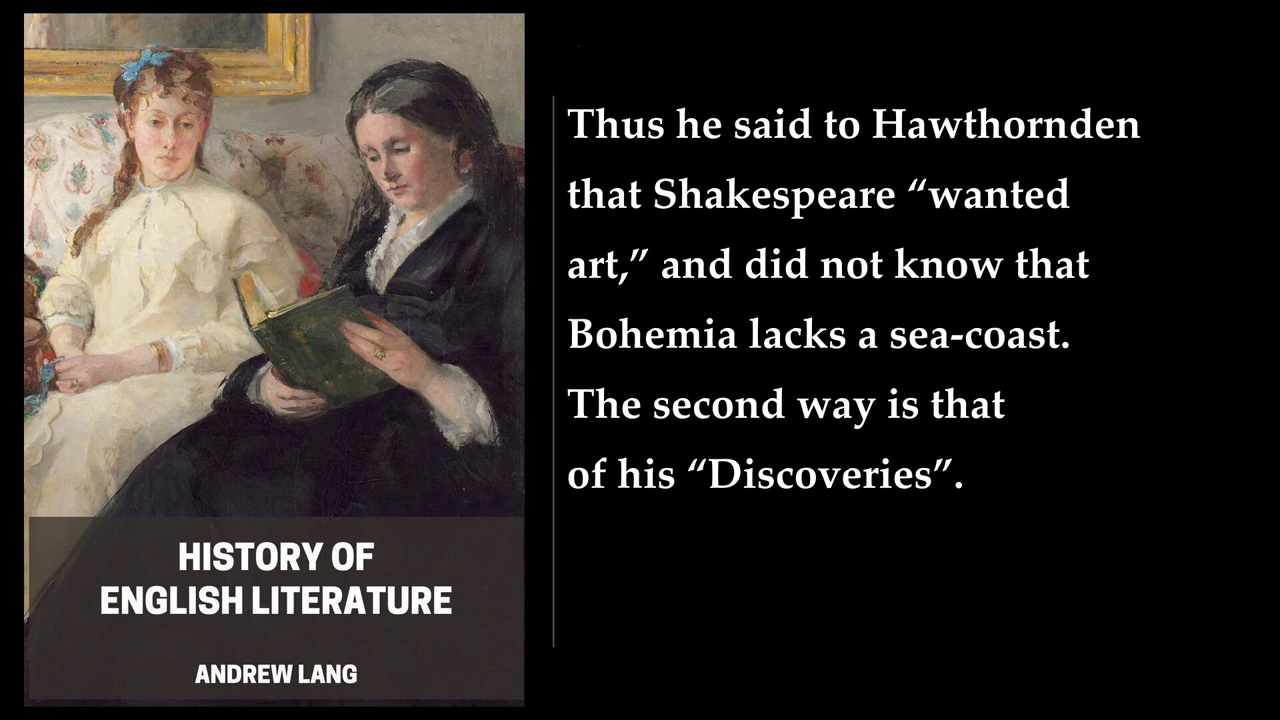 HISTORY OF
ENGLISH LITERATURE
ANDREW LANG
Thus he said to Hawthornden
that Shakespeare “wanted
art,” and did not know that
Bohemia lacks a sea-coast.
The second way is that
of his “Discoveries”.